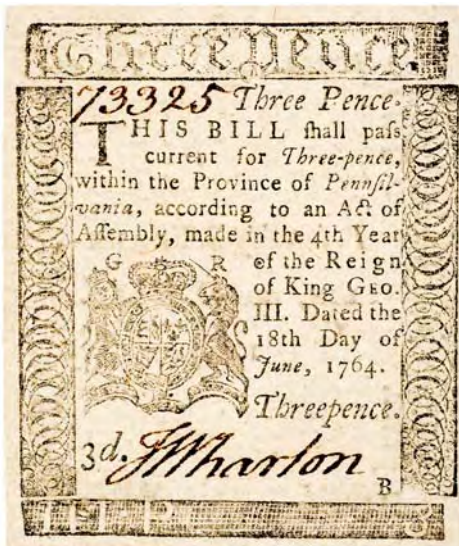 Three Pence.
73325 Three Pence.
THIS BILL ſhall paſs
current for Three-pence,
within the Province of Pennſil-
vania, according to an Act of
Aſſembly, made in the 4th Year
G R of the Reign
of King GEO.
III. Dated the
18th Day of
June, 1764.
Threepence.
3d. JWharton
B
III P